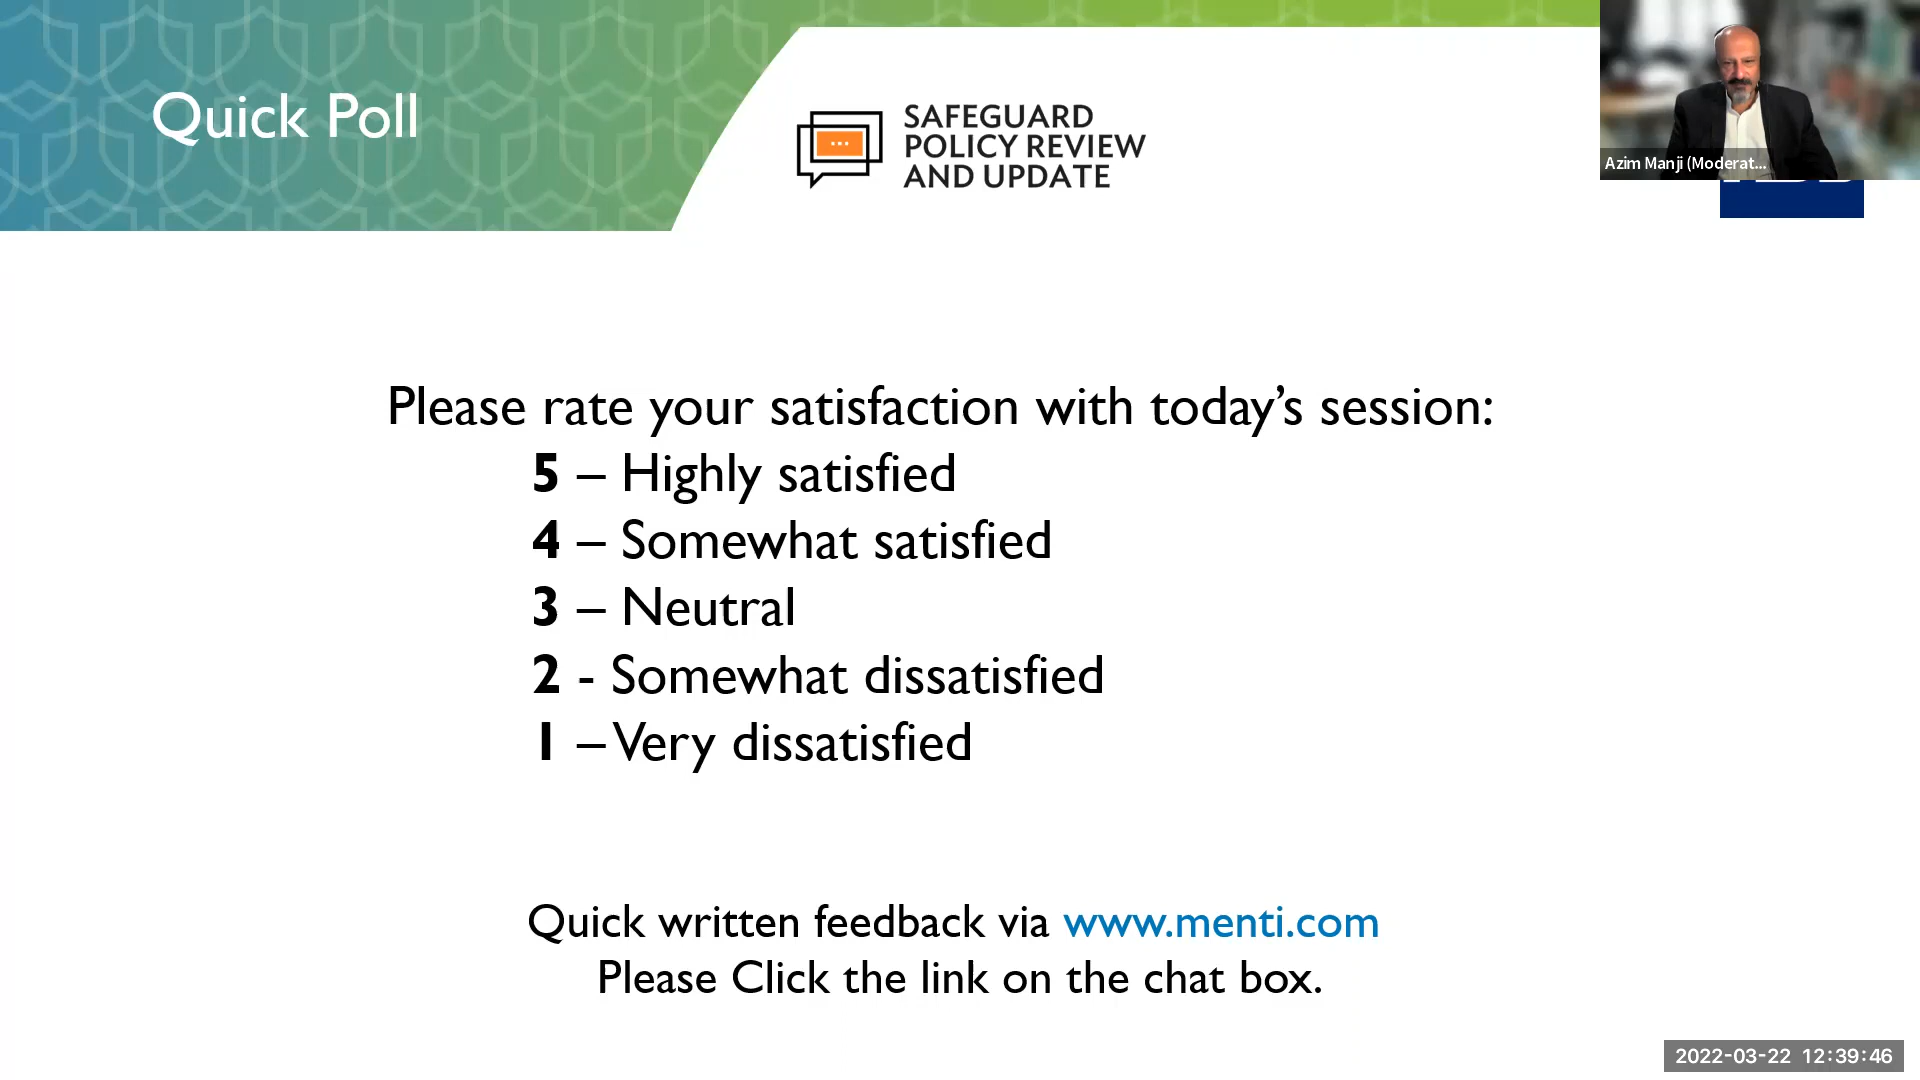 Quick Poll
SAFEGUARD
POLICY REVIEW
AND UPDATE
Azim Manji (Moderat...
Please rate your satisfaction with today’s session:
5 – Highly satisfied
4 – Somewhat satisfied
3 – Neutral
2 - Somewhat dissatisfied
1 – Very dissatisfied
Quick written feedback via www.menti.com
Please Click the link on the chat box.
2022-03-22 12:39:46